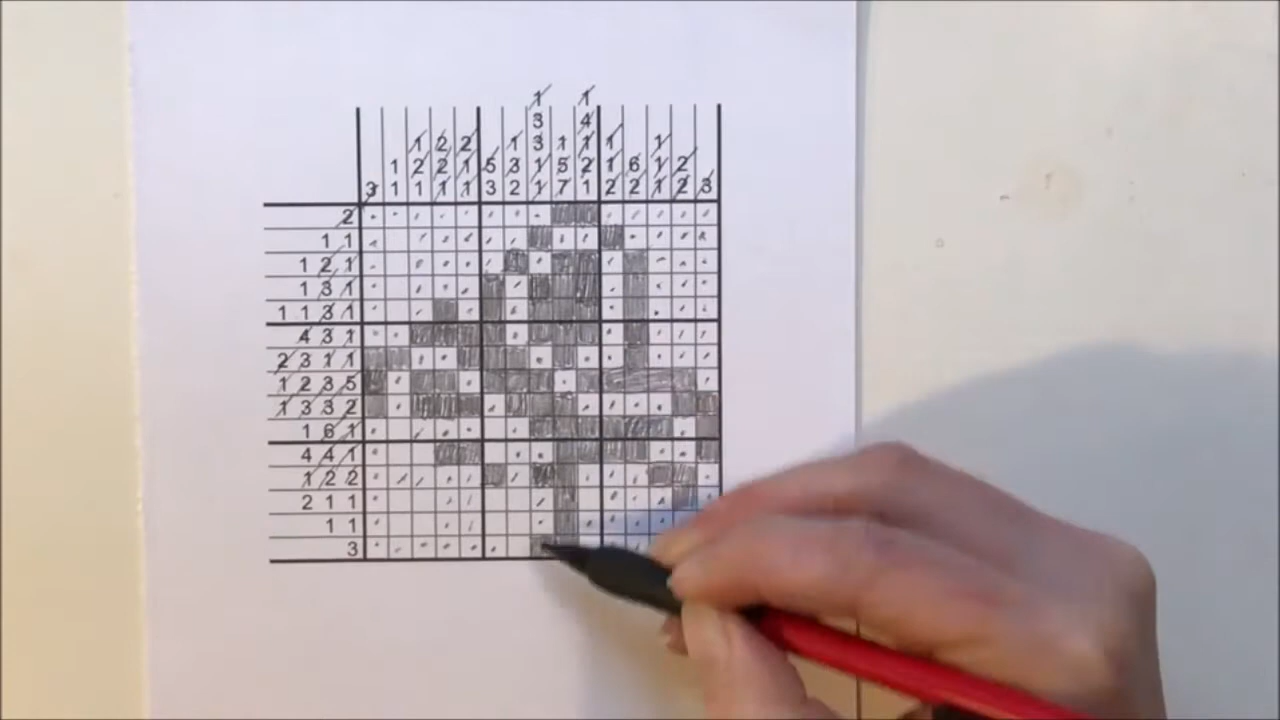 1 1
3 4
1 2 2 3 1 1 1 1
1 2 2 1 5 3 1 5 2 1 6 1 2
3 1 1 1 1 3 2 1 7 1 2 2 1 2 3
2
1 1
1 2 1
1 3 1
1 1 3 1
4 3 1
2 3 1 1
1 2 3 5
1 3 3 2
1 6 1
4 4 1
1 2 2
2 1 1
1 1
3